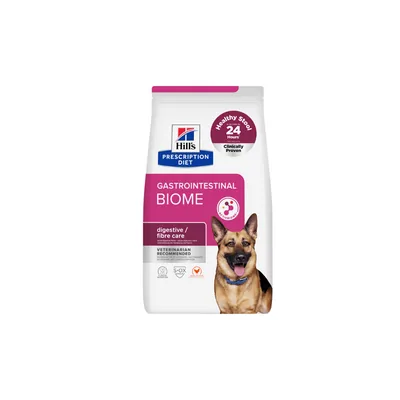 Healthy Stool
24
Hours
Clinically
Proven
Hill's
PRESCRIPTION
DIET
GASTROINTESTINAL
BIOME
digestive /
fibre care
VETERINARIAN
RECOMMENDED